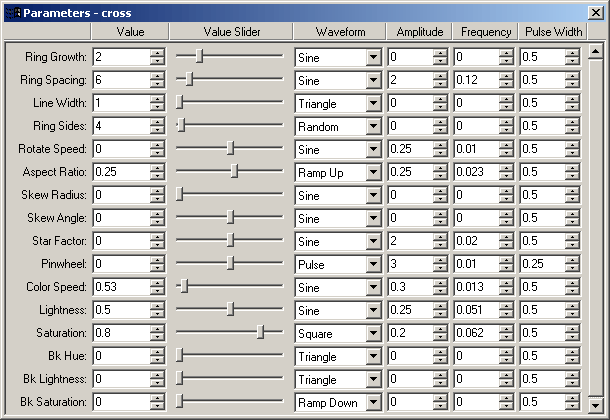 Parameters - cross
Value Value Slider Waveform Amplitude Frequency Pulse Width
Ring Growth: 2 Sine 0 0 0.5
Ring Spacing: 6 Sine 2 0.12 0.5
Line Width: 1 Triangle 0 0 0.5
Ring Sides: 4 Random 0 0 0.5
Rotate Speed: 0 Sine 0.25 0.01 0.5
Aspect Ratio: 0.25 Ramp Up 0.25 0.023 0.5
Skew Radius: 0 Sine 0 0 0.5
Skew Angle: 0 Sine 0 0 0.5
Star Factor: 0 Sine 2 0.02 0.5
Pinwheel: 0 Pulse 3 0.01 0.25
Color Speed: 0.53 Sine 0.3 0.013 0.5
Lightness: 0.5 Sine 0.25 0.051 0.5
Saturation: 0.8 Square 0.2 0.062 0.5
Bk Hue: 0 Triangle 0 0 0.5
Bk Lightness: 0 Triangle 0 0 0.5
Bk Saturation: 0 Ramp Down 0 0 0.5